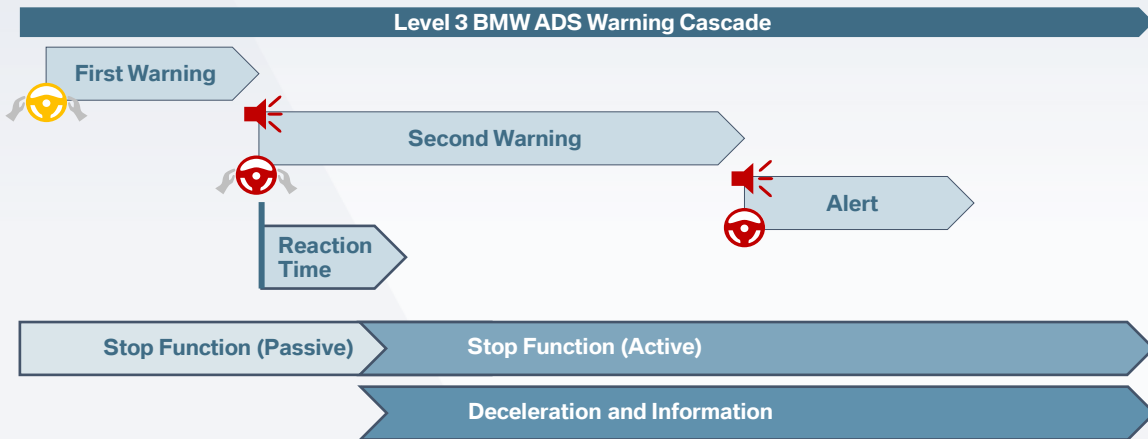 Level 3 BMW ADS Warning Cascade
First Warning
Second Warning
Alert
Reaction
Time
Stop Function (Passive)
Stop Function (Active)
Deceleration and Information